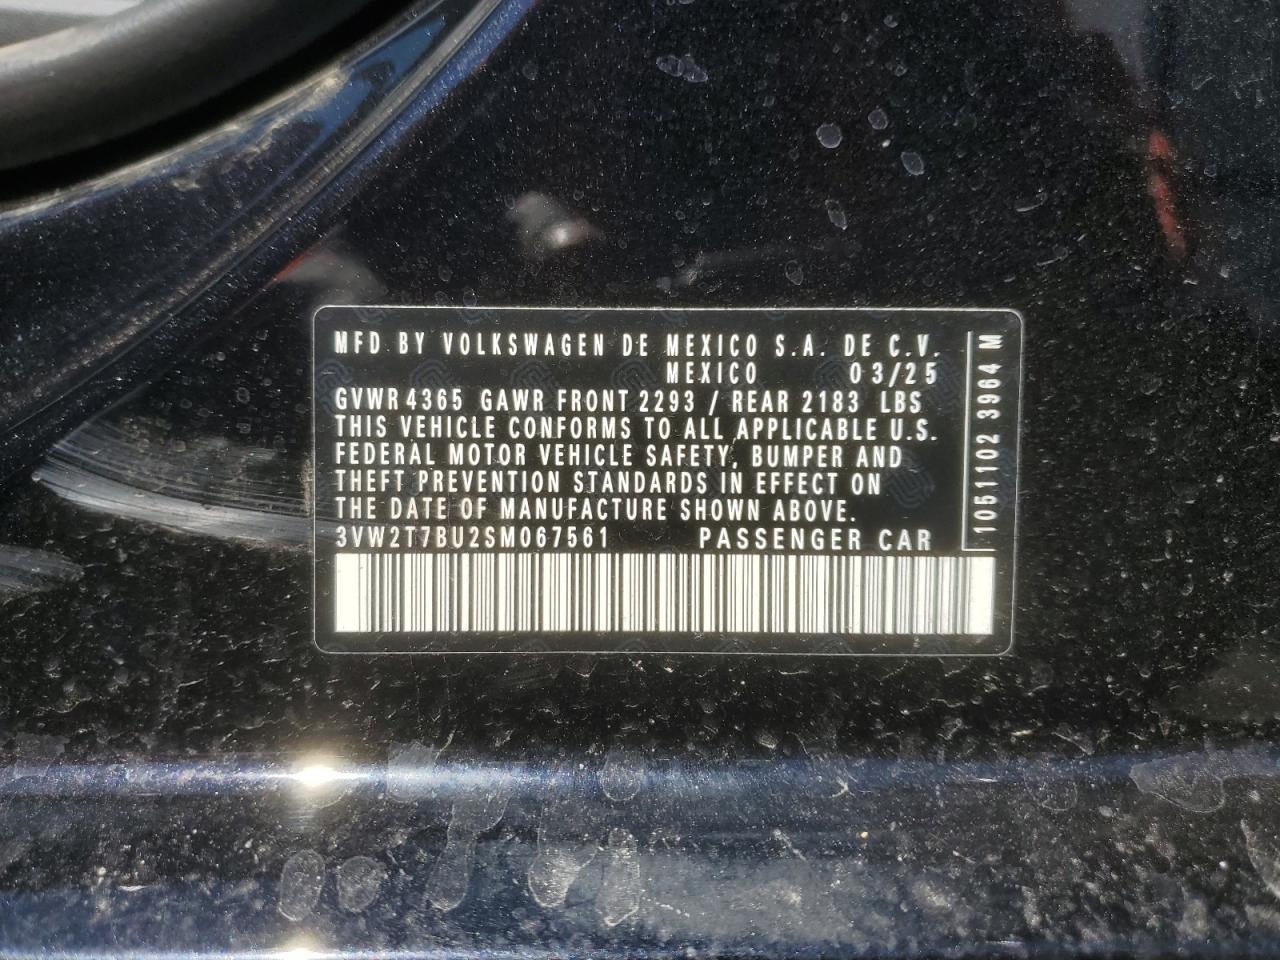 MFD BY VOLKSWAGEN DE MEXICO S.A. DE C.V.
MEXICO 03/25
GVWR 4365 GAWR FRONT 2293 / REAR 2183 LBS
THIS VEHICLE CONFORMS TO ALL APPLICABLE U.S.
FEDERAL MOTOR VEHICLE SAFETY, BUMPER AND
THEFT PREVENTION STANDARDS IN EFFECT ON
THE DATE OF MANUFACTURE SHOWN ABOVE.
3VW2T7BU2SM067561 PASSENGER CAR
1051102 3964 M